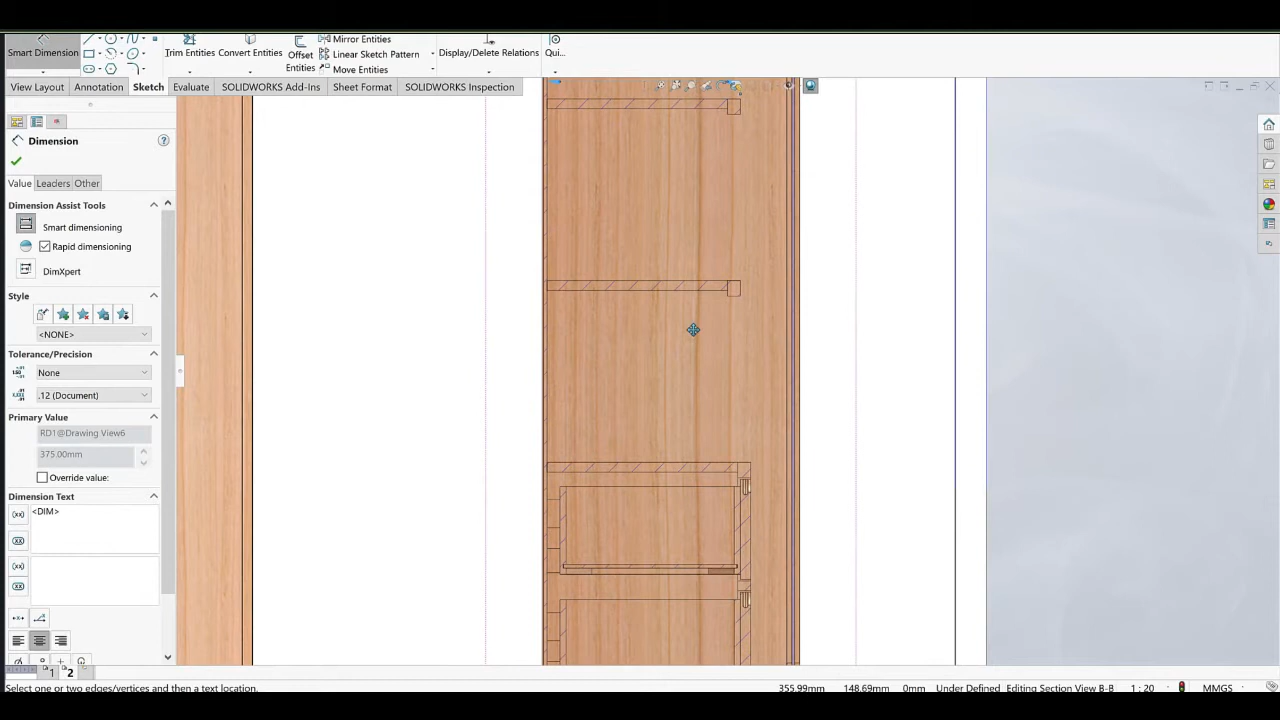 Smart Dimension
Trim Entities
Convert Entities
Offset Entities
Mirror Entities
Linear Sketch Pattern
Move Entities
Display/Delete Relations
Qui...
View Layout
Annotation
Sketch
Evaluate
SOLIDWORKS Add-Ins
Sheet Format
SOLIDWORKS Inspection
Dimension
Value
Leaders
Other
Dimension Assist Tools
Smart dimensioning
Rapid dimensioning
DimXpert
Style
<NONE>
Tolerance/Precision
None
.12 (Document)
Primary Value
RD1@Drawing View6
375.00mm
Override value:
Dimension Text
<DIM>
1
2
Select one or two edges/vertices and then a text location.
355.99mm
148.69mm
0mm
Under Defined
Editing Section View B-B
1 : 20
MMGS